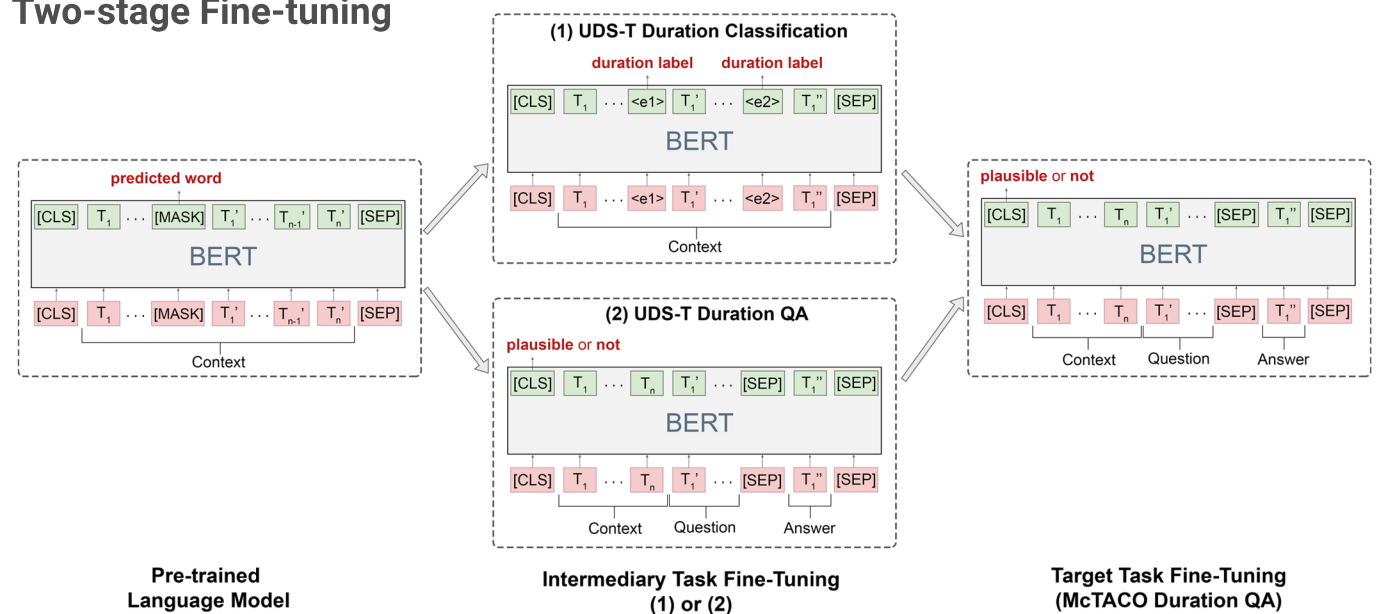 Two-stage Fine-tuning
predicted word
[CLS] T1 ... [MASK] T1' ... Tn-1' Tn' [SEP]
BERT
[CLS] T1 ... [MASK] T1' ... Tn-1' Tn' [SEP]
Context
Pre-trained
Language Model
(1) UDS-T Duration Classification
duration label duration label
[CLS] T1 ... <e1> T1' ... <e2> T1'' [SEP]
BERT
[CLS] T1 ... <e1> T1' ... <e2> T1'' [SEP]
Context
(2) UDS-T Duration QA
plausible or not
[CLS] T1 ... Tn T1' ... [SEP] T1'' [SEP]
BERT
[CLS] T1 ... Tn T1' ... [SEP] T1'' [SEP]
Context Question Answer
Intermediary Task Fine-Tuning
(1) or (2)
plausible or not
[CLS] T1 ... Tn T1' ... [SEP] T1'' [SEP]
BERT
[CLS] T1 ... Tn T1' ... [SEP] T1'' [SEP]
Context Question Answer
Target Task Fine-Tuning
(McTACO Duration QA)